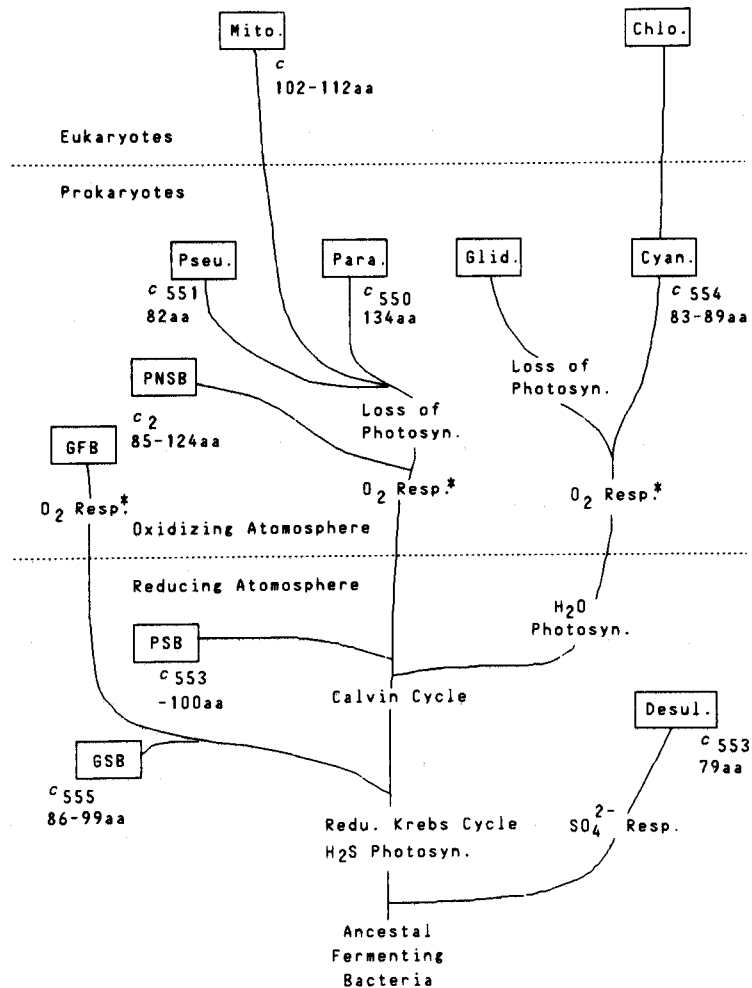 Mito.
c
102-112aa
Chlo.
Eukaryotes
Prokaryotes
Pseu.
c 551
82aa
Para.
c 550
134aa
Glid.
Cyan.
c 554
83-89aa
PNSB
c 2
85-124aa
Loss of
Photosyn.
Loss of
Photosyn.
GFB
O2 Resp.*
O2 Resp.*
O2 Resp.*
Oxidizing Atomosphere
Reducing Atomosphere
H2O
Photosyn.
PSB
c 553
-100aa
Calvin Cycle
Desul.
c 553
79aa
GSB
c 555
86-99aa
Redu. Krebs Cycle
H2S Photosyn.
SO4 2- Resp.
Ancestal
Fermenting
Bacteria